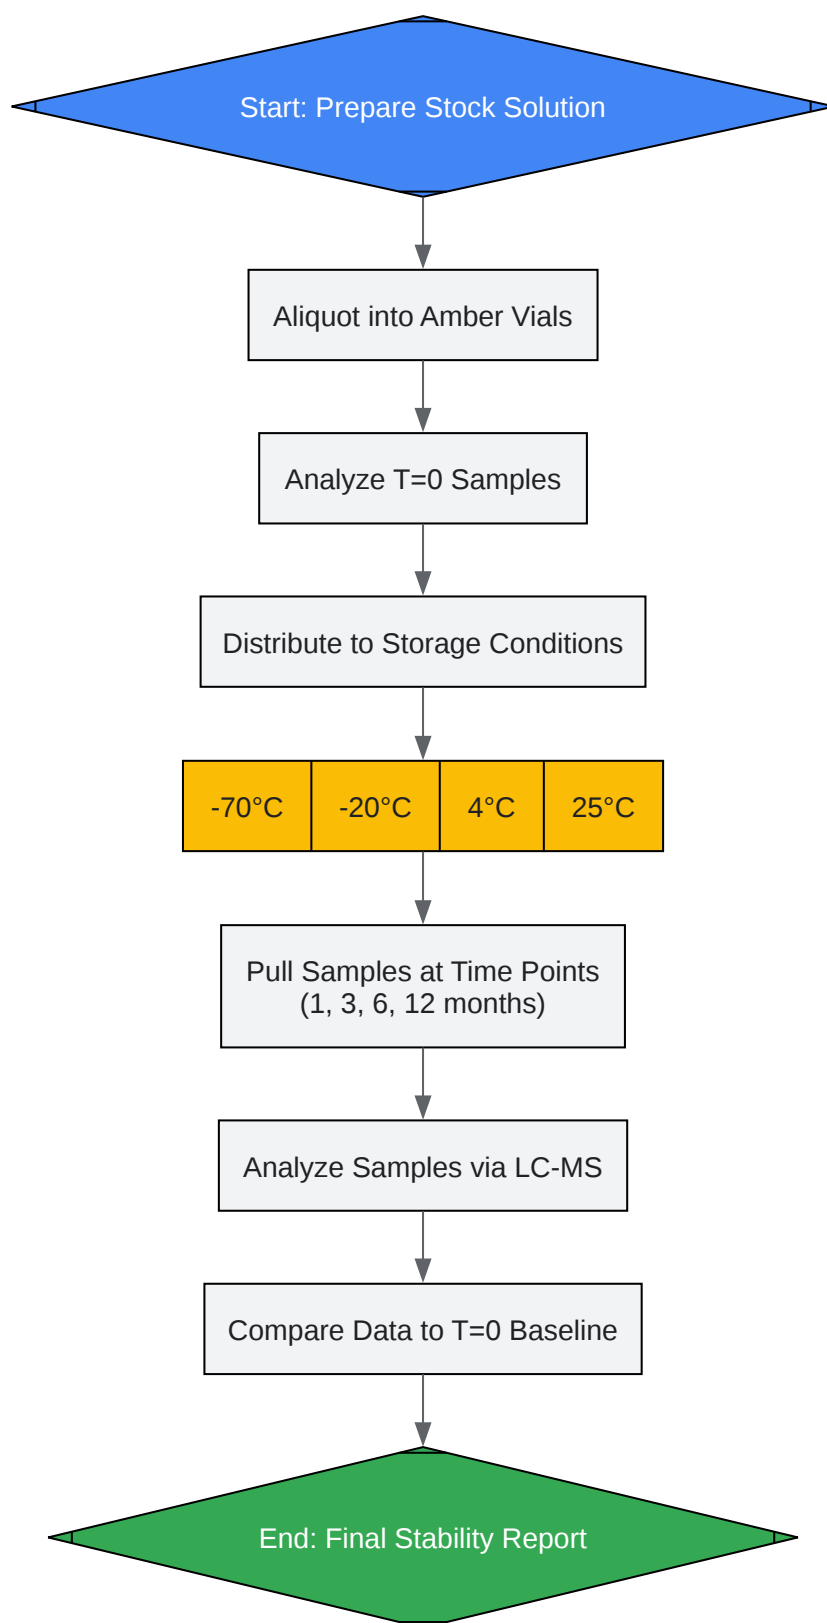 Start: Prepare Stock Solution
Aliquot into Amber Vials
Analyze T=0 Samples
Distribute to Storage Conditions
-70°C -20°C 4°C 25°C
Pull Samples at Time Points
(1, 3, 6, 12 months)
Analyze Samples via LC-MS
Compare Data to T=0 Baseline
End: Final Stability Report